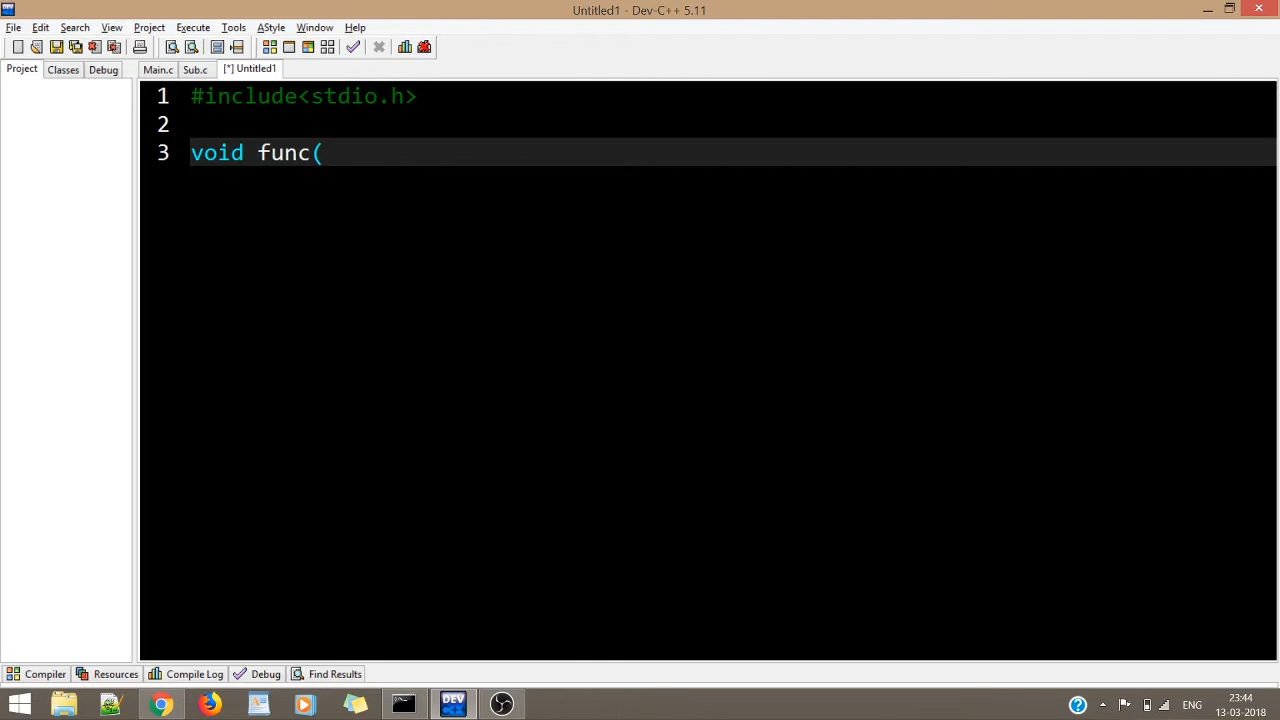 Untitled1 - Dev-C++ 5.11
File Edit Search View Project Execute Tools AStyle Window Help
Project Classes Debug Main.c Sub.c [*] Untitled1
1 #include<stdio.h>
2
3 void func(
Compiler Resources Compile Log Debug Find Results
DEV
23:44
ENG
13-03-2018